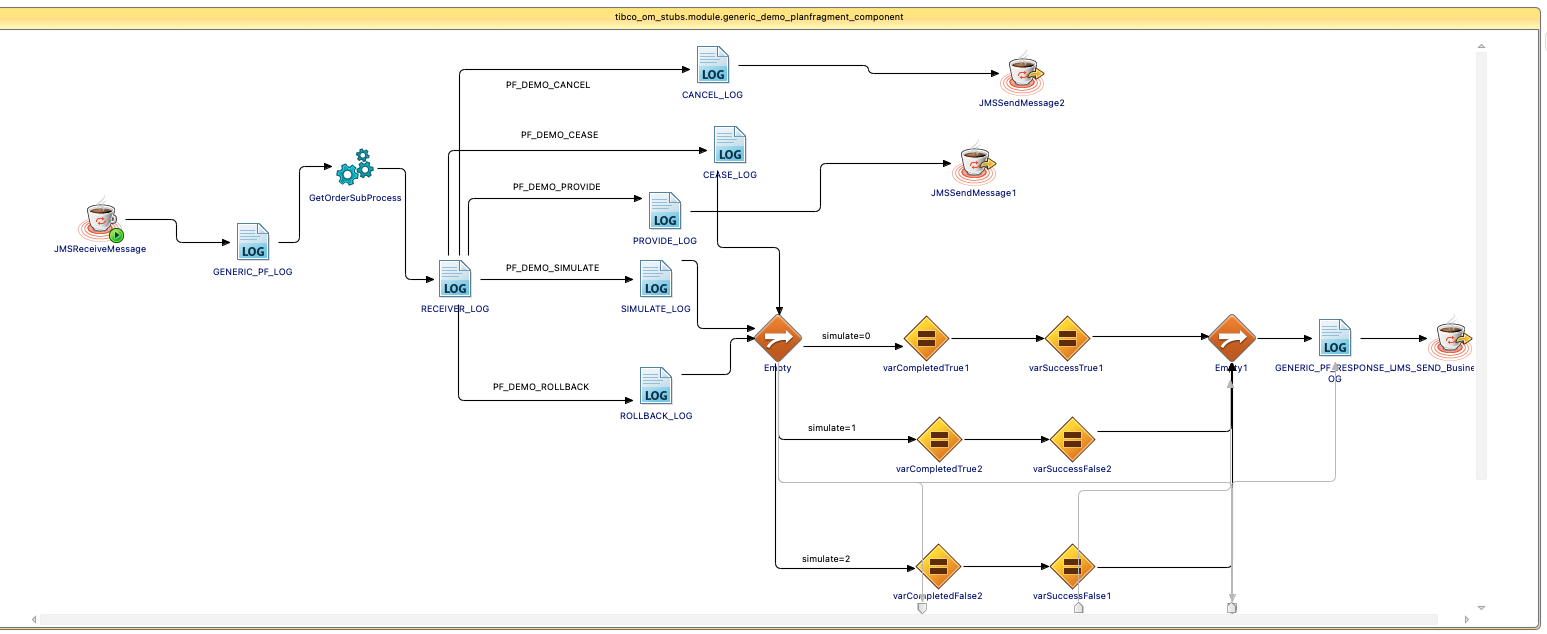 tibco_om_stubs.module.generic_demo_planfragment_component
LOG
CANCEL_LOG
PF_DEMO_CANCEL
JMSSendMessage2
PF_DEMO_CEASE
LOG
CEASE_LOG
JMSSendMessage1
GetOrderSubProcess
PF_DEMO_PROVIDE
LOG
PROVIDE_LOG
JMSReceiveMessage
LOG
GENERIC_PF_LOG
LOG
RECEIVER_LOG
PF_DEMO_SIMULATE
LOG
SIMULATE_LOG
PF_DEMO_ROLLBACK
LOG
ROLLBACK_LOG
Empty
simulate=0
varCompletedTrue1
varSuccessTrue1
Empty1
LOG
GENERIC_PF_RESPONSE_L
OG
JMS_SEND_Busine
simulate=1
varCompletedTrue2
varSuccessFalse2
simulate=2
varCompletedFalse2
varSuccessFalse1